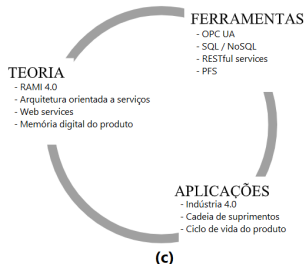 FERRAMENTAS
- OPC UA
- SQL / NoSQL
- RESTful services
- PFS
TEORIA
- RAMI 4.0
- Arquitetura orientada a serviços
- Web services
- Memória digital do produto
APLICAÇÕES
- Indústria 4.0
- Cadeia de suprimentos
- Ciclo de vida do produto
(c)